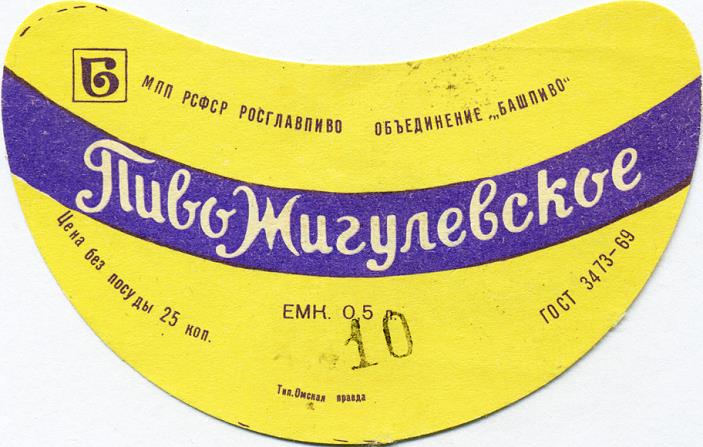 Б
МПП РСФСР РОСГЛАВПИВО ОБЪЕДИНЕНИЕ „БАШПИВО“
Пиво Жигулевское
Цена без посуды 25 коп.
ЕМК. 0,5 л.
ГОСТ 3473-69
10
Тип. Омская правда